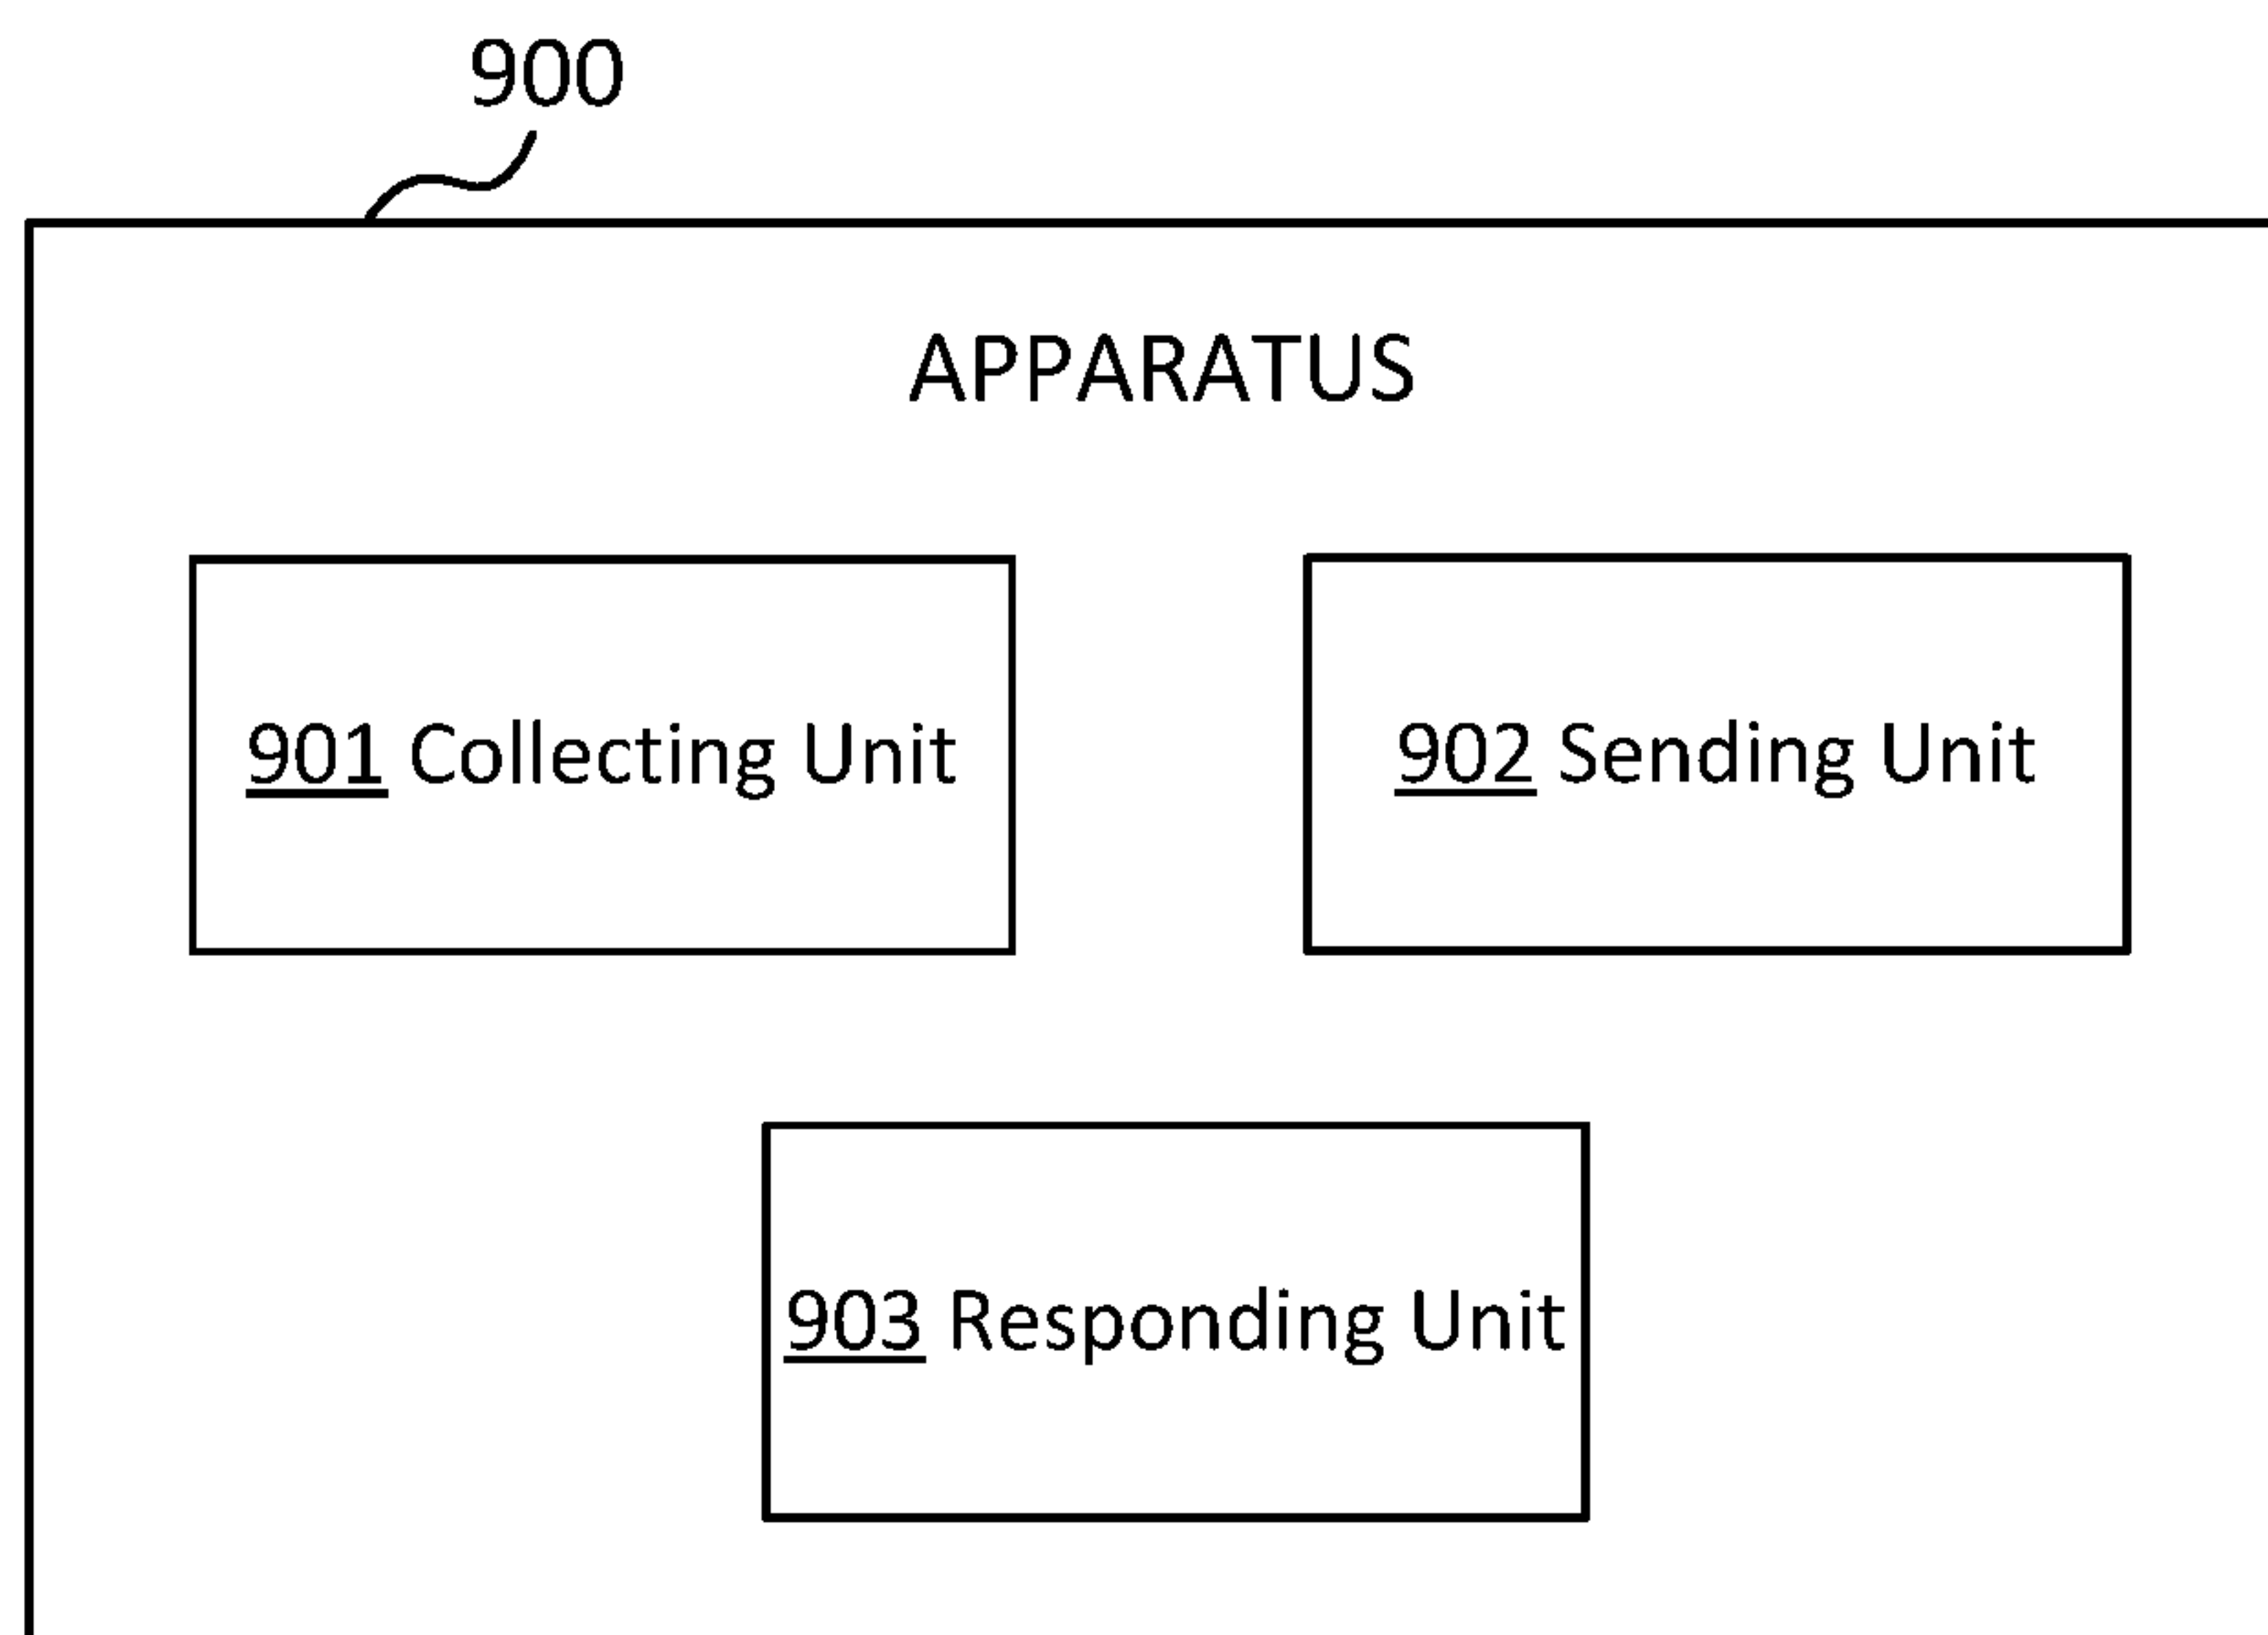 900
APPARATUS
901 Collecting Unit
902 Sending Unit
903 Responding Unit